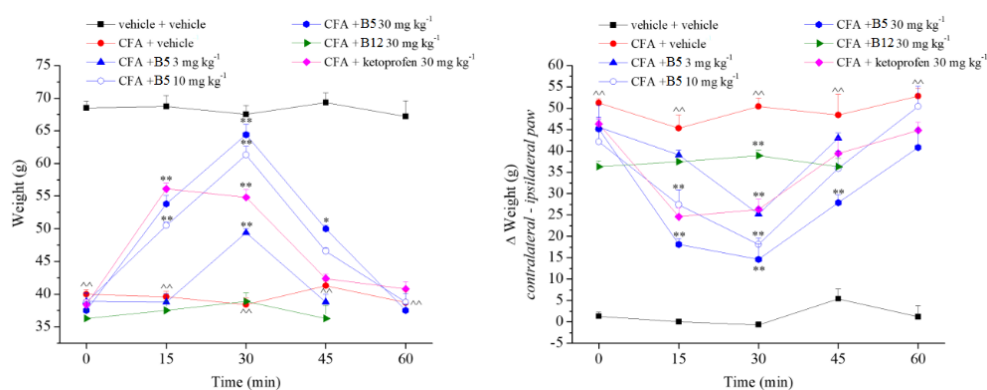 vehicle + vehicle
CFA + vehicle
CFA +B5 3 mg kg-1
CFA +B5 10 mg kg-1
CFA +B5 30 mg kg-1
CFA +B12 30 mg kg-1
CFA + ketoprofen 30 mg kg-1
75
70
65
60
55
50
45
40
35
Weight (g)
** ** ** ** ** ** ** *
^^ ^^ ^^ ^^ ^^
0 15 30 45 60
Time (min)
vehicle + vehicle
CFA + vehicle
CFA +B5 3 mg kg-1
CFA +B5 10 mg kg-1
CFA +B5 30 mg kg-1
CFA +B12 30 mg kg-1
CFA + ketoprofen 30 mg kg-1
60
55
50
45
40
35
30
25
20
15
10
5
0
-5
Δ Weight (g)
contralateral - ipsilateral paw
^^ ^^ ^^ ^^ ^^
** ** ** ** ** ** **
0 15 30 45 60
Time (min)